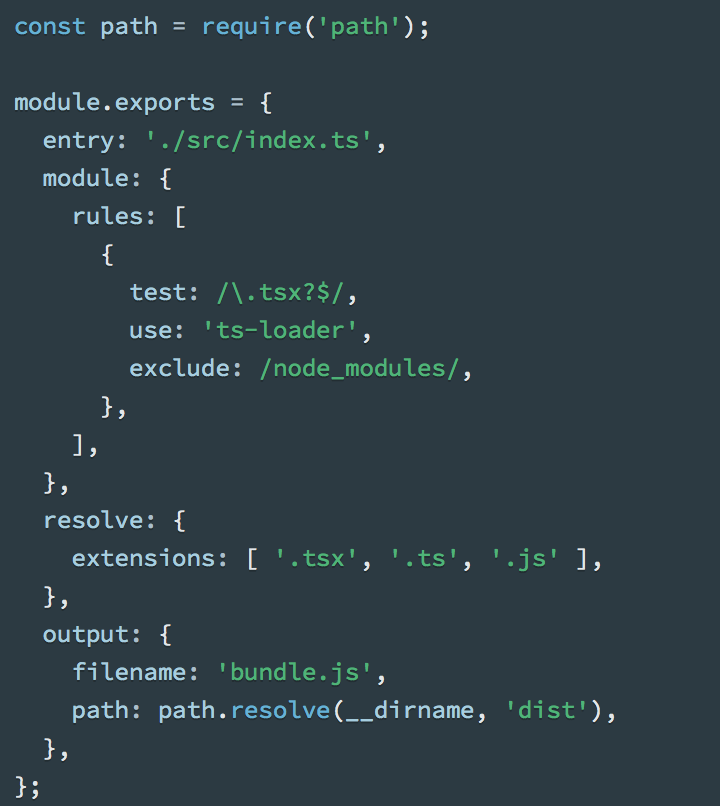 const path = require('path');

module.exports = {
  entry: './src/index.ts',
  module: {
    rules: [
      {
        test: /\.tsx?$/,
        use: 'ts-loader',
        exclude: /node_modules/,
      },
    ],
  },
  resolve: {
    extensions: [ '.tsx', '.ts', '.js' ],
  },
  output: {
    filename: 'bundle.js',
    path: path.resolve(__dirname, 'dist'),
  },
};